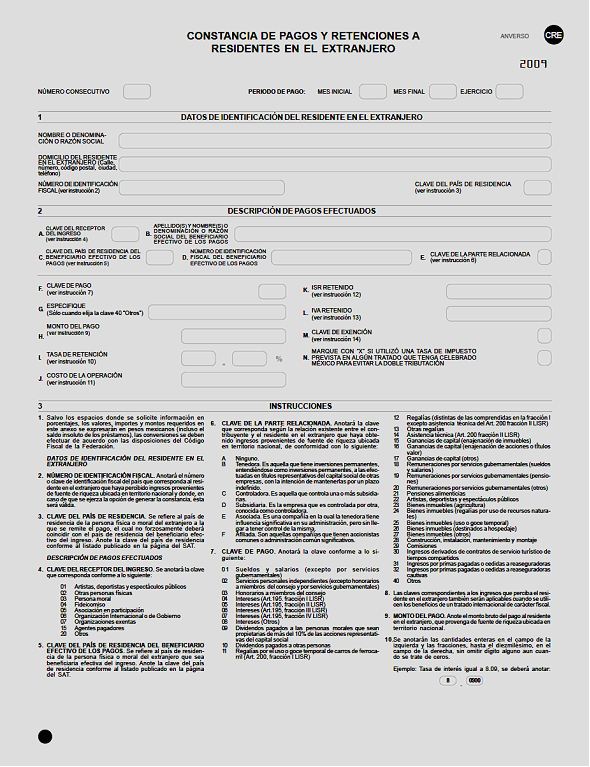 CONSTANCIA DE PAGOS Y RETENCIONES A
RESIDENTES EN EL EXTRANJERO
ANVERSO
CRE
2009
NÚMERO CONSECUTIVO
PERIODO DE PAGO: MES INICIAL
MES FINAL
EJERCICIO
1 DATOS DE IDENTIFICACIÓN DEL RESIDENTE EN EL EXTRANJERO
NOMBRE O DENOMINA-
CIÓN O RAZÓN SOCIAL
DOMICILIO DEL RESIDENTE
EN EL EXTRANJERO (Calle,
número, código postal, ciudad,
teléfono)
NÚMERO DE IDENTIFICACIÓN
FISCAL (ver instrucción 2)
CLAVE DEL PAÍS DE RESIDENCIA
(ver instrucción 3)
2 DESCRIPCIÓN DE PAGOS EFECTUADOS
A. CLAVE DEL RECEPTOR
DEL INGRESO
(ver instrucción 4)
B. APELLIDO(S) Y NOMBRE(S) O
DENOMINACIÓN O RAZÓN
SOCIAL DEL BENEFICIARIO
EFECTIVO DE LOS PAGOS
C. CLAVE DEL PAÍS DE RESIDENCIA DEL
BENEFICIARIO EFECTIVO DE LOS
PAGOS (ver instrucción 5)
D. NÚMERO DE IDENTIFICACIÓN
FISCAL DEL BENEFICIARIO
EFECTIVO DE LOS PAGOS
E. CLAVE DE LA PARTE RELACIONADA
(ver instrucción 6)
F. CLAVE DE PAGO
(ver instrucción 7)
G. ESPECIFIQUE
(Sólo cuando elija la clave 40 "Otros")
H. MONTO DEL PAGO
(ver instrucción 9)
I. TASA DE RETENCIÓN
(ver instrucción 10)
. %
J. COSTO DE LA OPERACIÓN
(ver instrucción 11)
K. ISR RETENIDO
(ver instrucción 12)
L. IVA RETENIDO
(ver instrucción 13)
M. CLAVE DE EXENCIÓN
(ver instrucción 14)
N. MARQUE CON "X" SI UTILIZÓ UNA TASA DE IMPUESTO
PREVISTA EN ALGÚN TRATADO QUE TENGA CELEBRADO
MÉXICO PARA EVITAR LA DOBLE TRIBUTACIÓN
3 INSTRUCCIONES
1. Salvo los espacios donde se solicite información en
porcentajes, los valores, importes y montos requeridos en
este anexo se expresarán en pesos mexicanos (incluso el
saldo insoluto de los préstamos), las conversiones se deben
efectuar de acuerdo con las disposiciones del Código
Fiscal de la Federación.
DATOS DE IDENTIFICACIÓN DEL RESIDENTE EN EL
EXTRANJERO
2. NÚMERO DE IDENTIFICACIÓN FISCAL. Anotará el número
o clave de identificación fiscal del país que corresponda al resi-
dente en el extranjero que haya percibido ingresos provenientes
de fuente de riqueza ubicada en territorio nacional y donde, en
caso de que se ejerza la opción de generar la constancia, ésta
será válida.
3. CLAVE DEL PAÍS DE RESIDENCIA. Se refiere al país de
residencia de la persona física o moral del extranjero a la
que se remite el pago, el cual no forzosamente deberá
coincidir con el país de residencia del beneficiario efec-
tivo del ingreso. Anote la clave del país de residencia
conforme al listado publicado en la página del SAT.
DESCRIPCIÓN DE PAGOS EFECTUADOS
4. CLAVE DEL RECEPTOR DEL INGRESO. Se anotará la clave
que corresponda conforme a lo siguiente:
01 Artistas, deportistas y espectáculos públicos
02 Otras personas físicas
03 Persona moral
04 Fideicomiso
05 Asociación en participación
06 Organización Internacional o de Gobierno
07 Organizaciones exentas
15 Agentes pagadores
20 Otros
5. CLAVE DEL PAÍS DE RESIDENCIA DEL BENEFICIARIO
EFECTIVO DE LOS PAGOS. Se refiere al país de residen-
cia de la persona física o moral del extranjero que sea
beneficiaria efectiva del ingreso. Anote la clave del país
de residencia conforme al listado publicado en la página
del SAT.
6. CLAVE DE LA PARTE RELACIONADA. Anotará la clave
que corresponda según la relación existente entre el con-
tribuyente y el residente en el extranjero que haya obte-
nido ingresos provenientes de fuente de riqueza ubicada
en territorio nacional, de conformidad con lo siguiente:
A Ninguno.
B Tenedora. Es aquella que tiene inversiones permanentes,
entendiéndose como inversiones permanentes, a las efec-
tuadas en títulos representativos del capital social de otras
empresas, con la intención de mantenerlas por un plazo
indefinido.
C Controladora. Es aquella que controla una o más subsidia-
rias.
D Subsidiaria. Es la empresa que es controlada por otra,
conocida como controladora.
E Asociada. Es una compañía en la cual la tenedora tiene
influencia significativa en su administración, pero sin lle-
gar a tener control de la misma.
F Afiliada. Son aquellas compañías que tienen accionistas
comunes o administración común significativos.
7. CLAVE DE PAGO. Anotará la clave conforme a lo si-
guiente:
01 Sueldos y salarios (excepto por servicios
gubernamentales)
02 Servicios personales independientes (excepto honorarios
a miembros del consejo y servicios gubernamentales)
03 Honorarios a miembros del consejo
04 Intereses (Art.195, fracción I LISR)
05 Intereses (Art.195, fracción II LISR)
06 Intereses (Art.195, fracción III LISR)
07 Intereses (Art.195, fracción IV LISR)
08 Intereses (Otros)
09 Dividendos pagados a las personas morales que sean
propietarias de más del 10% de las acciones representati-
vas del capital social
10 Dividendos pagados a otras personas
11 Regalías por el uso o goce temporal de carros de ferroca-
rril (Art. 200, fracción I LISR)
12 Regalías (distintas de las comprendidas en la fracción I
excepto asistencia técnica del Art. 200 fracción II LISR)
13 Otras regalías
14 Asistencia técnica (Art. 200 fracción II LISR)
15 Ganancias de capital (enajenación de inmuebles)
16 Ganancias de capital (enajenación de acciones o títulos
valor)
17 Ganancias de capital (otros)
18 Remuneraciones por servicios gubernamentales (sueldos
y salarios)
19 Remuneraciones por servicios gubernamentales (pensio-
nes)
20 Remuneraciones por servicios gubernamentales (otros)
21 Pensiones alimenticias
22 Artistas, deportistas y espectáculos públicos
23 Bienes inmuebles (agricultura)
24 Bienes inmuebles (regalías por uso de recursos natura-
les)
25 Bienes inmuebles (uso o goce temporal)
26 Bienes inmuebles (destinados a hospedaje)
27 Bienes inmuebles (otros)
28 Construcción, instalación, mantenimiento y montaje
29 Comisiones
30 Ingresos derivados de contrato de servicio turístico de
tiempos compartidos
31 Ingresos por primas pagadas o cedidas a reaseguradoras
32 Ingresos por primas pagadas o cedidas a reaseguradoras
cautivas
40 Otros
8. Las claves correspondientes a los ingresos que perciba el resi-
dente en el extranjero también serán aplicables cuando se utili-
cen los beneficios de un tratado internacional de carácter fiscal.
9. MONTO DEL PAGO. Anote el monto bruto del pago al residente
en el extranjero, que provenga de fuente de riqueza ubicada en
territorio nacional.
10. Se anotarán las cantidades enteras en el campo de la
izquierda y las fracciones, hasta el diezmilésimo, en el
campo de la derecha, sin omitir dígito alguno aun cuan-
do se trate de ceros.
Ejemplo: Tasa de interés igual a 8.09, se deberá anotar:
8 . 0900